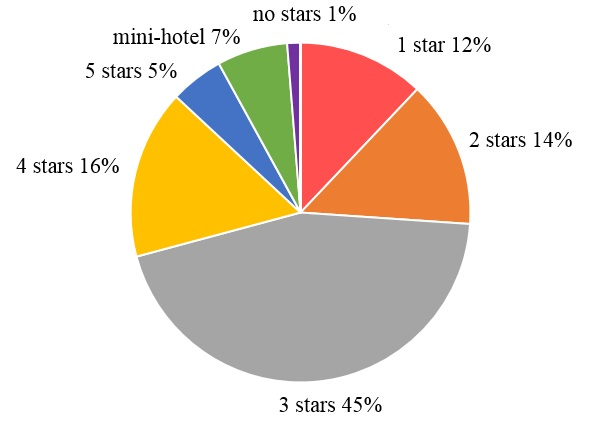 no stars 1%
mini-hotel 7%
1 star 12%
5 stars 5%
2 stars 14%
4 stars 16%
3 stars 45%